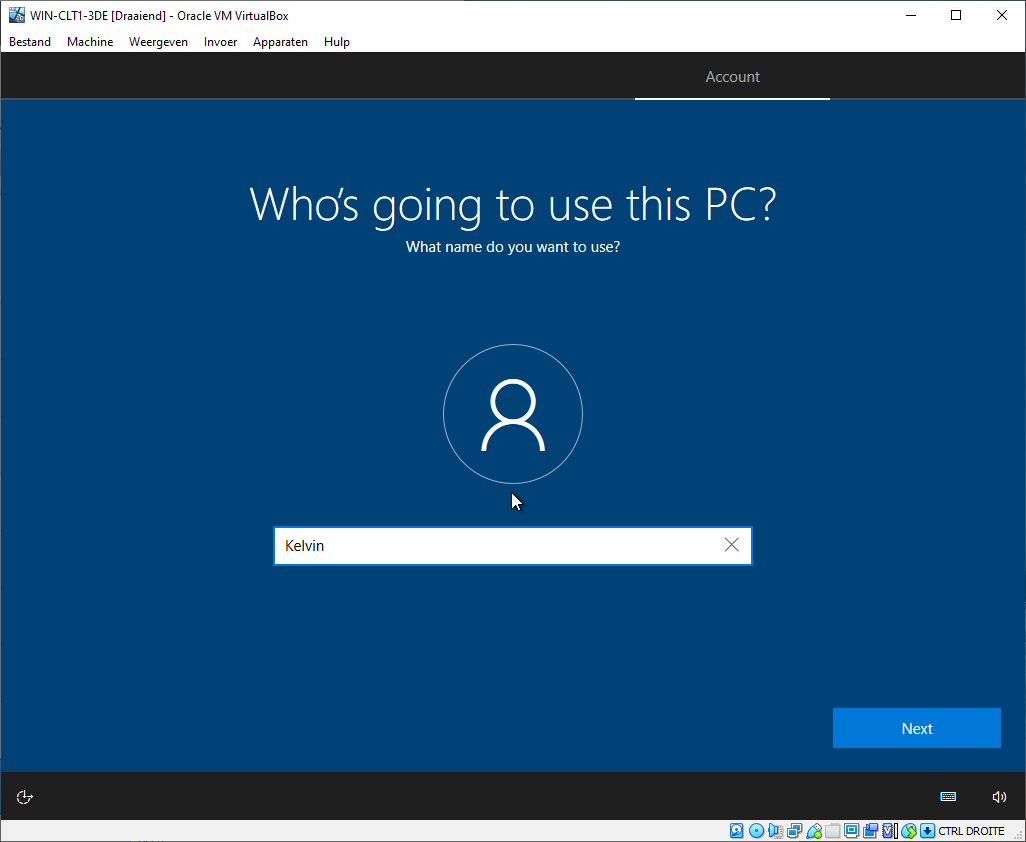 WIN-CLT1-3DE [Draaiend] - Oracle VM VirtualBox
Bestand Machine Weergeven Invoer Apparaten Hulp
Account
Who's going to use this PC?
What name do you want to use?
Kelvin
Next
CTRL DROITE